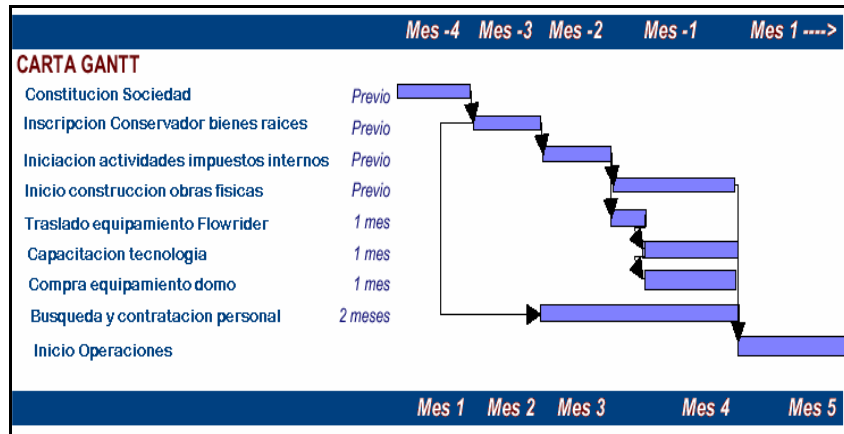 Mes -4 Mes -3 Mes -2 Mes -1 Mes 1 ---->
CARTA GANTT
Constitucion Sociedad Previo
Inscripcion Conservador bienes raices Previo
Iniciacion actividades impuestos internos Previo
Inicio construccion obras fisicas Previo
Traslado equipamiento Flowrider 1 mes
Capacitacion tecnologia 1 mes
Compra equipamiento domo 1 mes
Busqueda y contratacion personal 2 meses
Inicio Operaciones
Mes 1 Mes 2 Mes 3 Mes 4 Mes 5